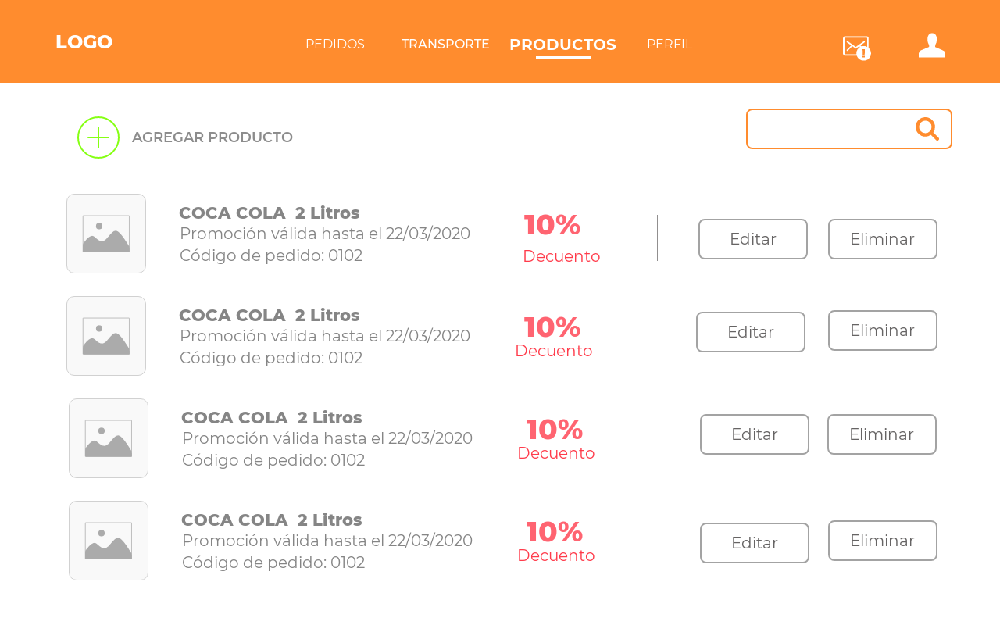 LOGO
PEDIDOS
TRANSPORTE
PRODUCTOS
PERFIL
AGREGAR PRODUCTO
COCA COLA  2 Litros
Promoción válida hasta el 22/03/2020
Código de pedido: 0102
10%
Decuento
Editar
Eliminar
COCA COLA  2 Litros
Promoción válida hasta el 22/03/2020
Código de pedido: 0102
10%
Decuento
Editar
Eliminar
COCA COLA  2 Litros
Promoción válida hasta el 22/03/2020
Código de pedido: 0102
10%
Decuento
Editar
Eliminar
COCA COLA  2 Litros
Promoción válida hasta el 22/03/2020
Código de pedido: 0102
10%
Decuento
Editar
Eliminar